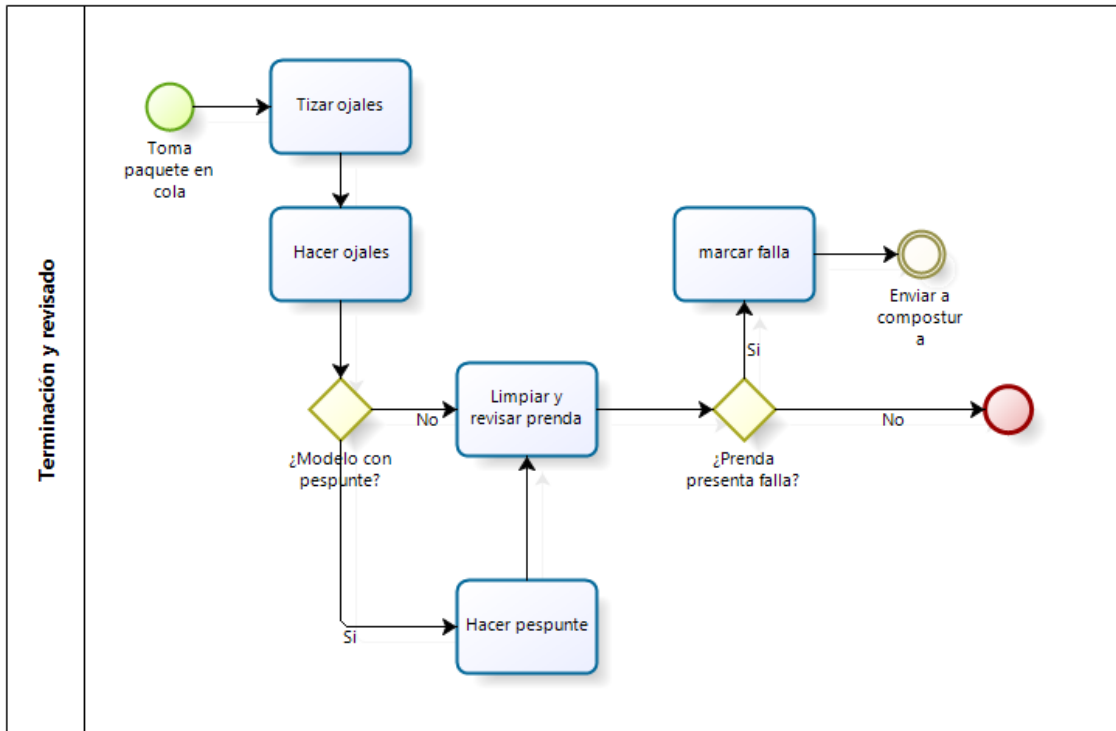 Terminación y revisado
Toma
paquete en
cola
Tizar ojales
Hacer ojales
¿Modelo con
pespunte?
No
Si
Hacer pespunte
Limpiar y
revisar prenda
¿Prenda
presenta falla?
Si
marcar falla
Enviar a
compostur
a
No